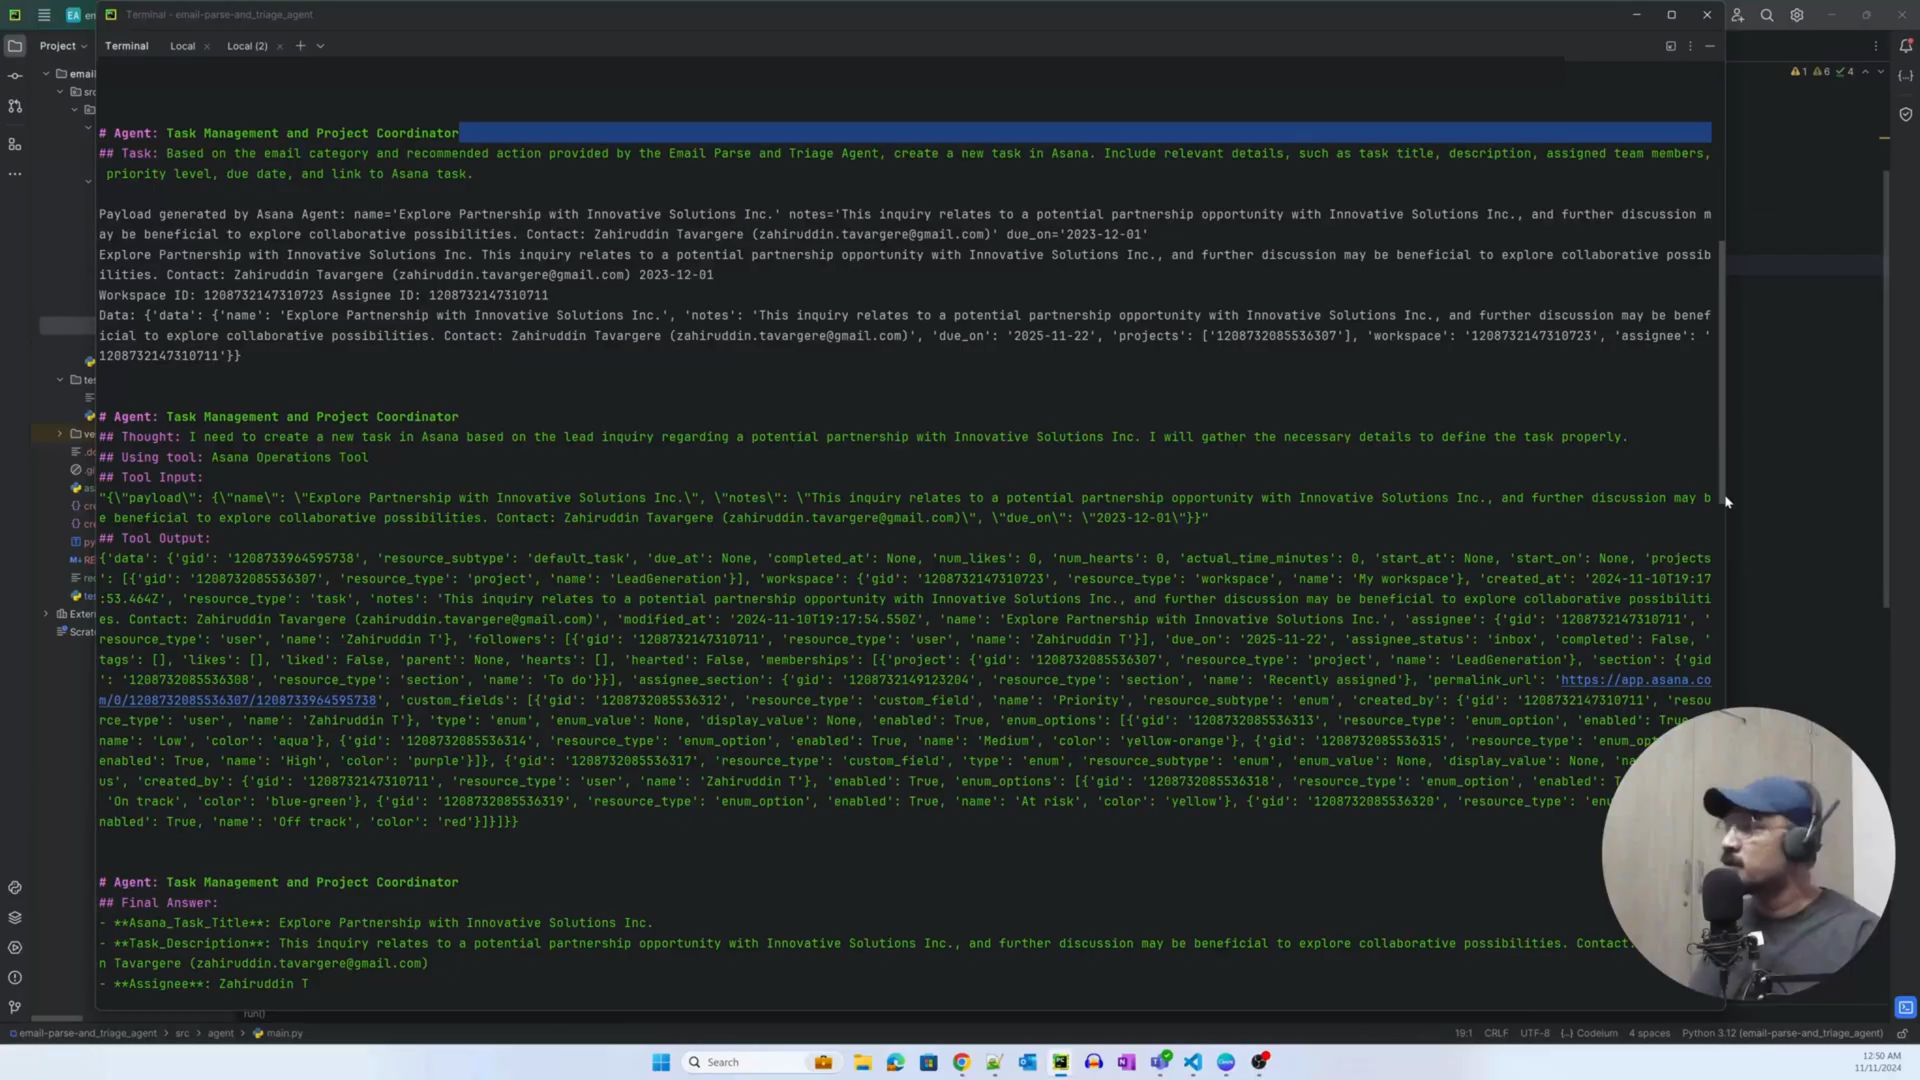 EA
en
Terminal - email-parse-and_triage_agent
Project
Terminal
Local
Local (2)
1
6
4
email
src
# Agent: Task Management and Project Coordinator
## Task: Based on the email category and recommended action provided by the Email Parse and Triage Agent, create a new task in Asana. Include relevant details, such as task title, description, assigned team members,
priority level, due date, and link to Asana task.
Payload generated by Asana Agent: name='Explore Partnership with Innovative Solutions Inc.' notes='This inquiry relates to a potential partnership opportunity with Innovative Solutions Inc., and further discussion m
ay be beneficial to explore collaborative possibilities. Contact: Zahiruddin Tavargere (zahiruddin.tavargere@gmail.com)' due_on='2023-12-01'
Explore Partnership with Innovative Solutions Inc. This inquiry relates to a potential partnership opportunity with Innovative Solutions Inc., and further discussion may be beneficial to explore collaborative possib
ilities. Contact: Zahiruddin Tavargere (zahiruddin.tavargere@gmail.com) 2023-12-01
Workspace ID: 1208732147310723 Assignee ID: 1208732147310711
Data: {'data': {'name': 'Explore Partnership with Innovative Solutions Inc.', 'notes': 'This inquiry relates to a potential partnership opportunity with Innovative Solutions Inc., and further discussion may be benef
icial to explore collaborative possibilities. Contact: Zahiruddin Tavargere (zahiruddin.tavargere@gmail.com)', 'due_on': '2025-11-22', 'projects': ['1208732085536307'], 'workspace': '1208732147310723', 'assignee': '
1208732147310711'}}
tes
# Agent: Task Management and Project Coordinator
ve
## Thought: I need to create a new task in Asana based on the lead inquiry regarding a potential partnership with Innovative Solutions Inc. I will gather the necessary details to define the task properly.
.do
## Using tool: Asana Operations Tool
.gi
## Tool Input:
as
"{\"payload\": {\"name\": \"Explore Partnership with Innovative Solutions Inc.\", \"notes\": \"This inquiry relates to a potential partnership opportunity with Innovative Solutions Inc., and further discussion may b
cre
e beneficial to explore collaborative possibilities. Contact: Zahiruddin Tavargere (zahiruddin.tavargere@gmail.com)\", \"due_on\": \"2023-12-01\"}}"
cre
## Tool Output:
py
{'data': {'gid': '1208733964595738', 'resource_subtype': 'default_task', 'due_at': None, 'completed_at': None, 'num_likes': 0, 'num_hearts': 0, 'actual_time_minutes': 0, 'start_at': None, 'start_on': None, 'projects
RE
': [{'gid': '1208732085536307', 'resource_type': 'project', 'name': 'LeadGeneration'}], 'workspace': {'gid': '1208732147310723', 'resource_type': 'workspace', 'name': 'My workspace'}, 'created_at': '2024-11-10T19:17
rec
:53.464Z', 'resource_type': 'task', 'notes': 'This inquiry relates to a potential partnership opportunity with Innovative Solutions Inc., and further discussion may be beneficial to explore collaborative possibiliti
tes
es. Contact: Zahiruddin Tavargere (zahiruddin.tavargere@gmail.com)', 'modified_at': '2024-11-10T19:17:54.550Z', 'name': 'Explore Partnership with Innovative Solutions Inc.', 'assignee': {'gid': '1208732147310711', '
Extern
resource_type': 'user', 'name': 'Zahiruddin T'}, 'followers': [{'gid': '1208732147310711', 'resource_type': 'user', 'name': 'Zahiruddin T'}], 'due_on': '2025-11-22', 'assignee_status': 'inbox', 'completed': False, '
Scratc
tags': [], 'likes': [], 'liked': False, 'parent': None, 'hearts': [], 'hearted': False, 'memberships': [{'project': {'gid': '1208732085536307', 'resource_type': 'project', 'name': 'LeadGeneration'}, 'section': {'gid
': '1208732085536308', 'resource_type': 'section', 'name': 'To do'}}], 'assignee_section': {'gid': '1208732149123204', 'resource_type': 'section', 'name': 'Recently assigned'}, 'permalink_url': 'https://app.asana.co
m/0/1208732085536307/1208733964595738', 'custom_fields': [{'gid': '1208732085536312', 'resource_type': 'custom_field', 'name': 'Priority', 'resource_subtype': 'enum', 'created_by': {'gid': '1208732147310711', 'resou
rce_type': 'user', 'name': 'Zahiruddin T'}, 'type': 'enum', 'enum_value': None, 'display_value': None, 'enabled': True, 'enum_options': [{'gid': '1208732085536313', 'resource_type': 'enum_option', 'enabled': True
name': 'Low', 'color': 'aqua'}, {'gid': '1208732085536314', 'resource_type': 'enum_option', 'enabled': True, 'name': 'Medium', 'color': 'yellow-orange'}, {'gid': '1208732085536315', 'resource_type': 'enum_opt
enabled': True, 'name': 'High', 'color': 'purple'}]}, {'gid': '1208732085536317', 'resource_type': 'custom_field', 'type': 'enum', 'resource_subtype': 'enum', 'enum_value': None, 'display_value': None, 'na
us', 'created_by': {'gid': '1208732147310711', 'resource_type': 'user', 'name': 'Zahiruddin T'}, 'enabled': True, 'enum_options': [{'gid': '1208732085536318', 'resource_type': 'enum_option', 'enabled': T
'On track', 'color': 'blue-green'}, {'gid': '1208732085536319', 'resource_type': 'enum_option', 'enabled': True, 'name': 'At risk', 'color': 'yellow'}, {'gid': '1208732085536320', 'resource_type': 'enu
nabled': True, 'name': 'Off track', 'color': 'red'}]}]}}
# Agent: Task Management and Project Coordinator
## Final Answer:
- **Asana_Task_Title**: Explore Partnership with Innovative Solutions Inc.
- **Task_Description**: This inquiry relates to a potential partnership opportunity with Innovative Solutions Inc., and further discussion may be beneficial to explore collaborative possibilities. Contact:
n Tavargere (zahiruddin.tavargere@gmail.com)
- **Assignee**: Zahiruddin T
run()
email-parse-and_triage_agent > src > agent > main.py
19:1 CRLF UTF-8 {..} Codeium 4 spaces Python 3.12 (email-parse-and_triage_agent)
Search
12:50 AM
11/11/2024